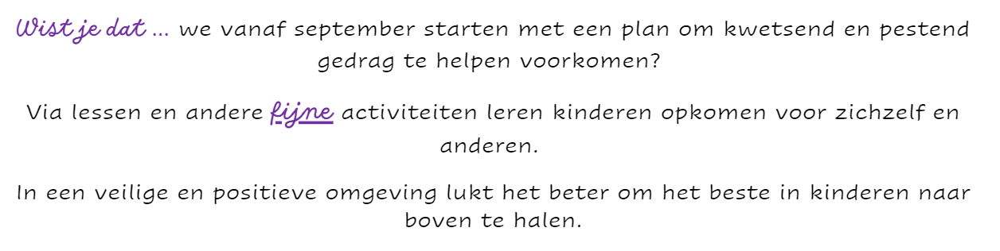 Wist je dat ... we vanaf september starten met een plan om kwetsend en pestend
gedrag te helpen voorkomen?
Via lessen en andere fijne activiteiten leren kinderen opkomen voor zichzelf en
anderen.
In een veilige en positieve omgeving lukt het beter om het beste in kinderen naar
boven te halen.